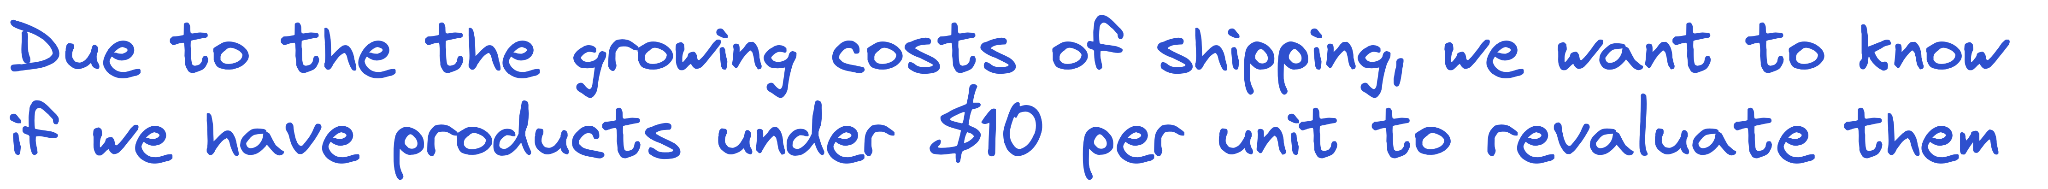 Due to the the growing costs of shipping, we want to know
if we have products under $10 per unit to revaluate them